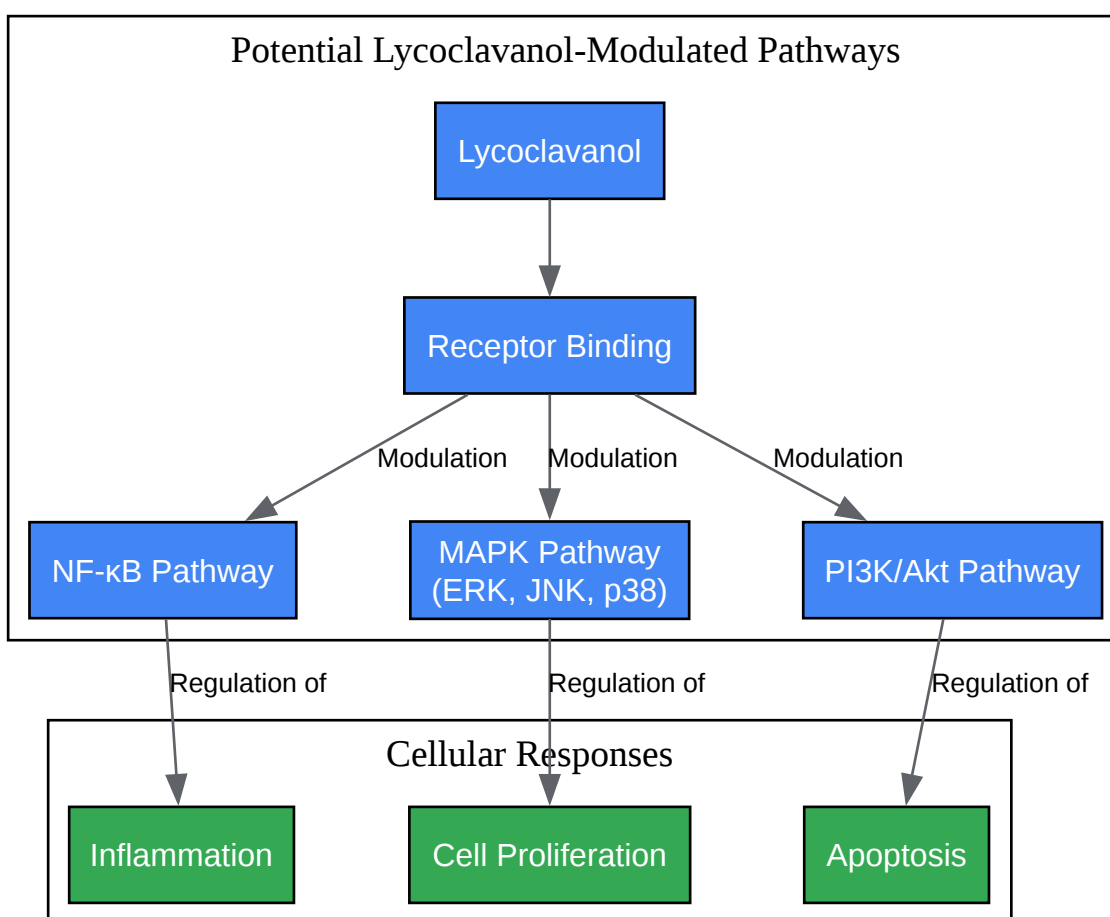 Potential Lycoclavanol-Modulated Pathways
Lycoclavanol
Receptor Binding
Modulation
Modulation
Modulation
NF-κB Pathway
MAPK Pathway
(ERK, JNK, p38)
PI3K/Akt Pathway
Regulation of
Regulation of
Regulation of
Cellular Responses
Inflammation
Cell Proliferation
Apoptosis